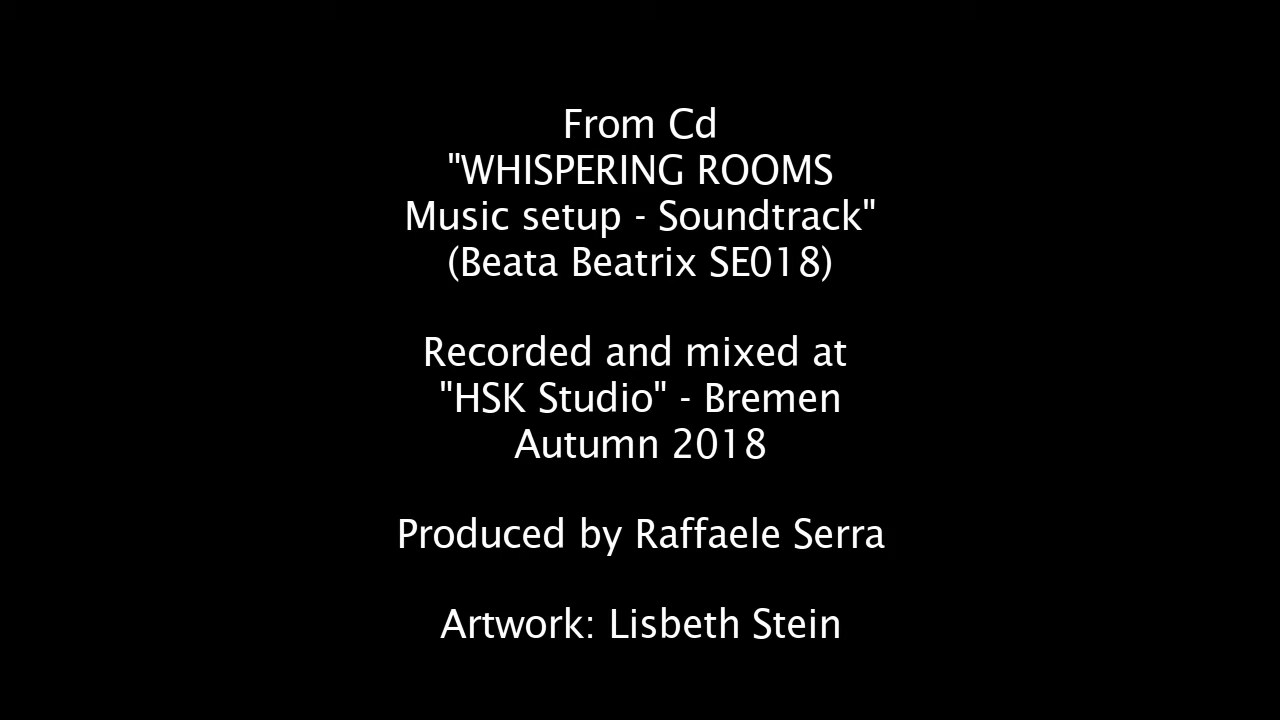 From Cd
"WHISPERING ROOMS
Music setup - Soundtrack"
(Beata Beatrix SE018)
Recorded and mixed at
"HSK Studio" - Bremen
Autumn 2018
Produced by Raffaele Serra
Artwork: Lisbeth Stein